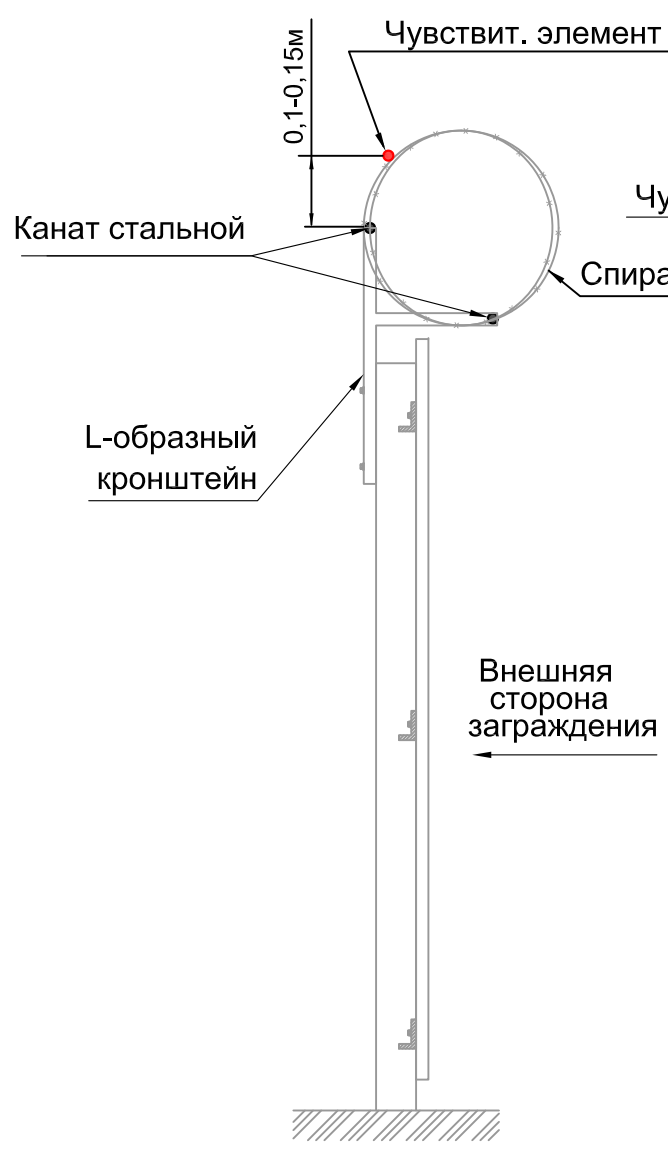 Чувствит. элемент
0,1-0,15м
Канат стальной
L-образный
кронштейн
Внешняя
сторона
заграждения